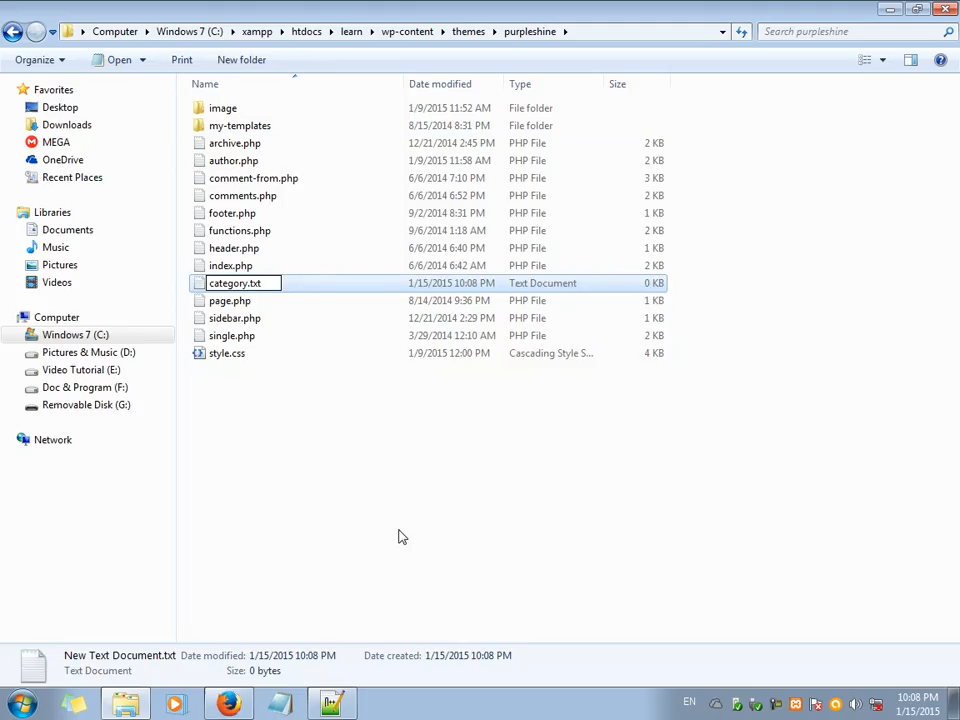 Computer ▸ Windows 7 (C:) ▸ xampp ▸ htdocs ▸ learn ▸ wp-content ▸ themes ▸ purpleshine ▸
Search purpleshine
Organize Open Print New folder
Name Date modified Type Size
Favorites
Desktop
Downloads
MEGA
OneDrive
Recent Places
Libraries
Documents
Music
Pictures
Videos
Computer
Windows 7 (C:)
Pictures & Music (D:)
Video Tutorial (E:)
Doc & Program (F:)
Removable Disk (G:)
Network
image 1/9/2015 11:52 AM File folder
my-templates 8/15/2014 8:31 PM File folder
archive.php 12/21/2014 2:45 PM PHP File 2 KB
author.php 1/9/2015 11:58 AM PHP File 2 KB
comment-from.php 6/6/2014 7:10 PM PHP File 3 KB
comments.php 6/6/2014 6:52 PM PHP File 2 KB
footer.php 9/2/2014 8:31 PM PHP File 1 KB
functions.php 9/6/2014 1:18 AM PHP File 2 KB
header.php 6/6/2014 6:40 PM PHP File 1 KB
index.php 6/6/2014 6:42 AM PHP File 2 KB
category.txt 1/15/2015 10:08 PM Text Document 0 KB
page.php 8/14/2014 9:36 PM PHP File 1 KB
sidebar.php 12/21/2014 2:29 PM PHP File 1 KB
single.php 3/29/2014 12:10 AM PHP File 2 KB
style.css 1/9/2015 12:00 PM Cascading Style S... 4 KB
New Text Document.txt Date modified: 1/15/2015 10:08 PM Date created: 1/15/2015 10:08 PM
Text Document Size: 0 bytes
EN
10:08 PM
1/15/2015